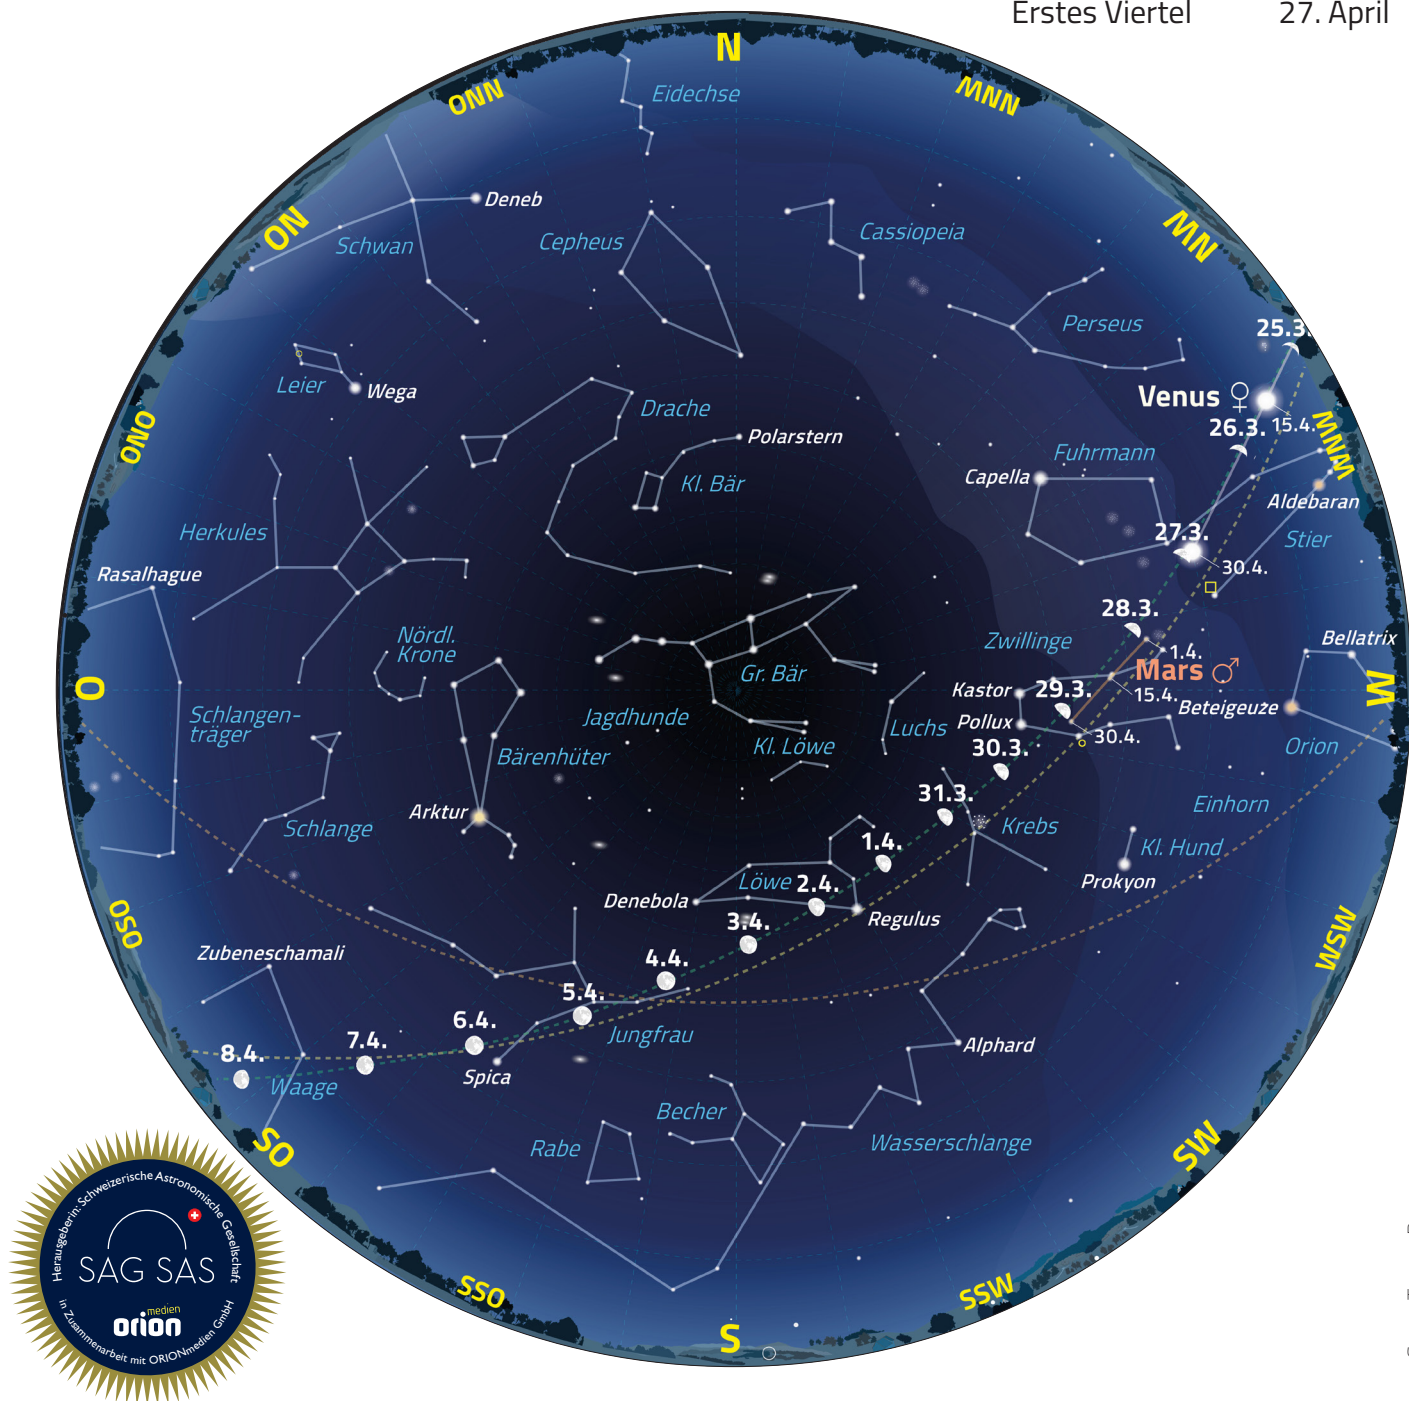 Erstes Viertel 27. April
N
NNO
NNW
Eidechse
Deneb
NO
Schwan
Cepheus
Cassiopeia
NW
Perseus
25.3.
Leier
Wega
Drache
Venus ♀
15.4.
26.3.
WNW
ONO
Polarstern
Fuhrmann
Kl. Bär
Capella
Aldebaran
Herkules
27.3.
Stier
Rasalhague
30.4.
28.3.
Nördl.
Krone
Zwillinge
Bellatrix
1.4.
Mars ♂
Gr. Bär
O
Kastor
29.3.
15.4.
W
Beteigeuze
Schlangen-
träger
Jagdhunde
Pollux
Luchs
30.4.
Kl. Löwe
30.3.
Orion
Bärenhüter
31.3.
Einhorn
Arktur
Schlange
Krebs
1.4.
Kl. Hund
Löwe
2.4.
Prokyon
Denebola
3.4.
Regulus
OSO
WSW
Zubeneschamali
4.4.
5.4.
6.4.
Jungfrau
7.4.
8.4.
Alphard
Waage
Spica
Becher
Rabe
Wasserschlange
SO
SW
SSO
SSW
S
Herausgeberin: Schweizerische Astronomische Gesellschaft
SAG SAS
medien
orion
in Zusammenarbeit mit ORIONmedien GmbH